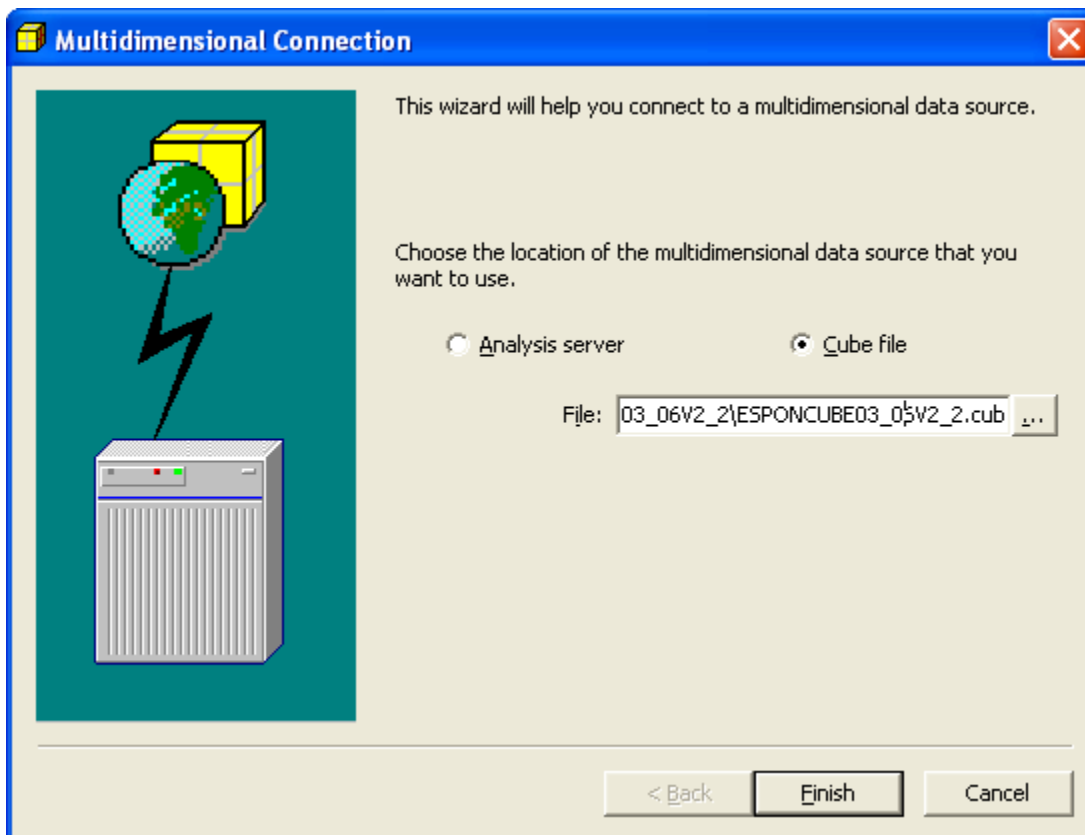 Multidimensional Connection
This wizard will help you connect to a multidimensional data source.
Choose the location of the multidimensional data source that you
want to use.
Analysis server
Cube file
File: 03_06V2_2\ESPONCUBE03_05V2_2.cub ...
< Back
Finish
Cancel